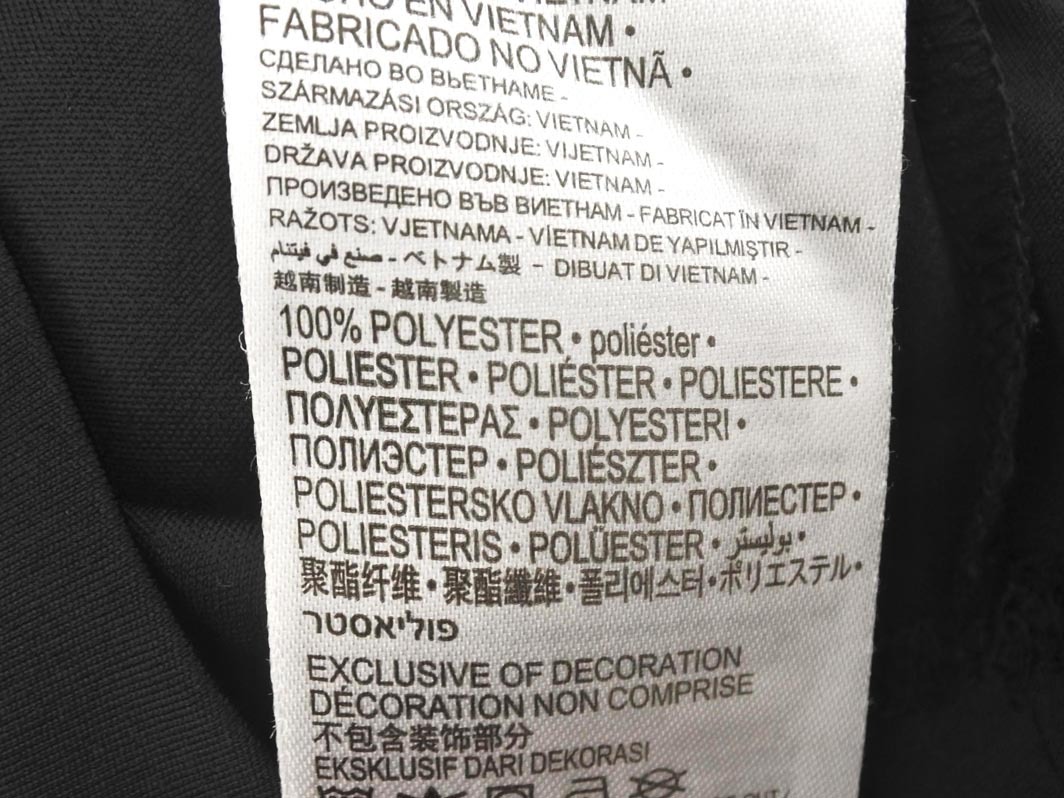 EN VIETNAM •
FABRICADO NO VIETNÃ •
СДЕЛАНО ВО ВЬЕТНАМЕ -
SZÁRMAZÁSI ORSZÁG: VIETNAM -
ZEMLJA PROIZVODNJE: VIJETNAM -
DRŽAVA PROIZVODNJE: VIETNAM -
ПРОИЗВЕДЕНО ВЪВ ВИЕТНАМ - FABRICAT ÎN VIETNAM -
RAŽOTS: VJETNAMA - VİETNAM DE YAPILMIŞTIR -
صنع في فيتنام - ベトナム製 - DIBUAT DI VIETNAM -
越南制造 - 越南製造
100% POLYESTER • poliéster •
POLIESTER • POLIÉSTER • POLIESTERE •
ΠΟΛΥΕΣΤΕΡΑΣ • POLYESTERI •
ПОЛИЭСТЕР • POLIÉSZTER •
POLIESTERSKO VLAKNO • ПОЛИЕСТЕР •
POLIESTERIS • POLÜESTER • بوليستر •
聚酯纤维 • 聚酯纖維 • 폴리에스터 • ポリエステル •
פוליאסטר
EXCLUSIVE OF DECORATION
DÉCORATION NON COMPRISE
不包含装饰部分
EKSKLUSIF DARI DEKORASI